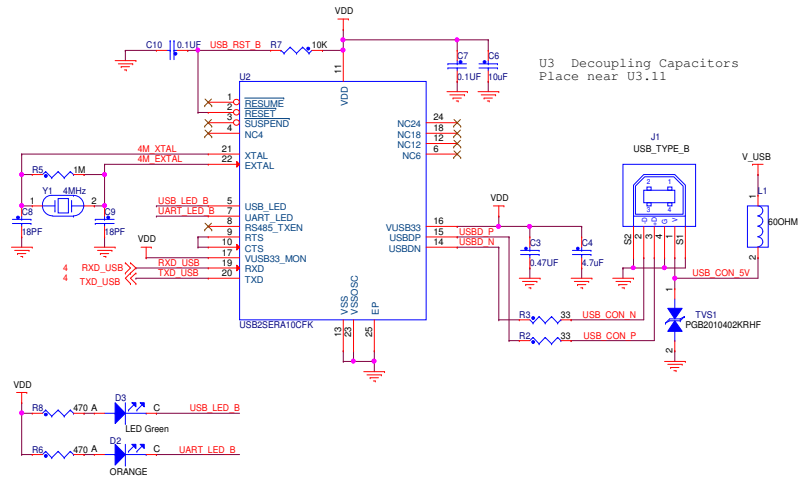 VDD
C10 0.1UF USB_RST_B R7 10K
C7 0.1UF
C6 10uF
U3 Decoupling Capacitors
Place near U3.11
U2
11 VDD
1 RESUME
2 RESET
3 SUSPEND
4 NC4
NC24 24
NC18 18
NC12 12
NC6 6
4M_XTAL 21 XTAL
4M_EXTAL 22 EXTAL
R5 1M
Y1 4MHz
1 2
C8 18PF
C9 18PF
USB_LED_B 5 USB_LED
UART_LED_B 7 UART_LED
8 RS485_TXEN
9 RTS
10 CTS
VDD
17 VUSB33_MON
4 RXD_USB RXD_USB 19 RXD
4 TXD_USB TXD_USB 20 TXD
VUSB33 16
USBDP 15 USBD_P
USBDN 14 USBD_N
VDD
C3 0.47UF
C4 4.7uF
VSS VSSOSC EP
13 23 25
USB2SERA10CFK
J1
USB_TYPE_B
2 1
3 4
D D G V
S2 2 3 4 1 S1
V_USB
1
L1
60OHM
2
USB_CON_5V
R3 33 USB_CON_N
R2 33 USB_CON_P
1
TVS1
PGB2010402KRHF
2
VDD
R8 470 A D3 C USB_LED_B
LED Green
R6 470 A D2 C UART_LED_B
ORANGE